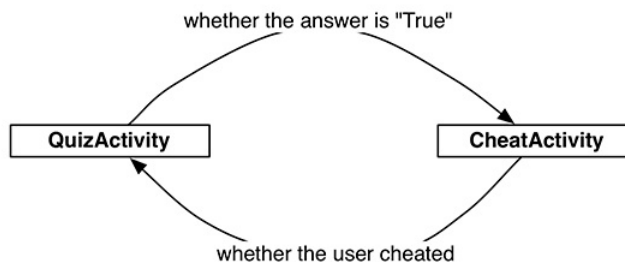 whether the answer is "True"
QuizActivity
CheatActivity
whether the user cheated